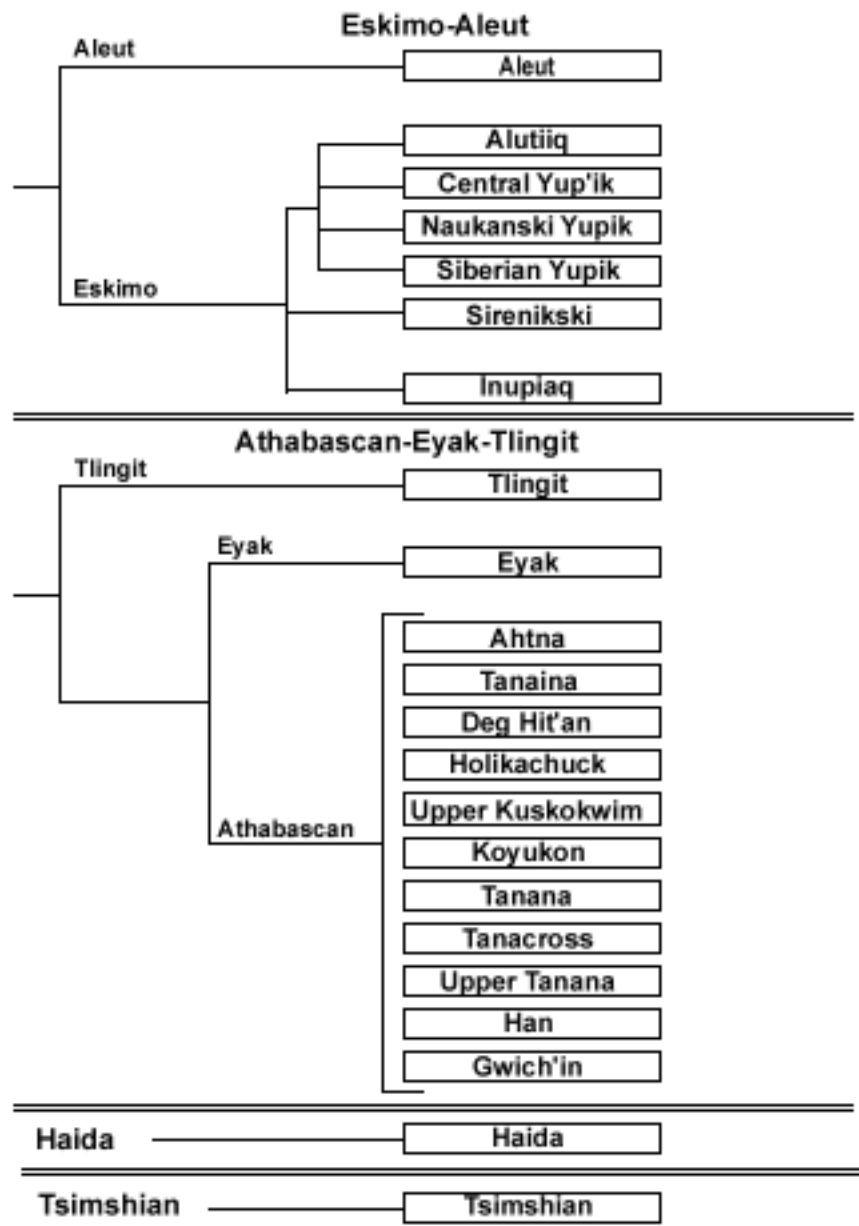 Eskimo-Aleut
Aleut
Aleut
Alutiiq
Central Yup'ik
Naukanski Yupik
Siberian Yupik
Eskimo
Sirenikski
Inupiaq
Athabascan-Eyak-Tlingit
Tlingit
Tlingit
Eyak
Eyak
Ahtna
Tanaina
Deg Hit'an
Holikachuck
Upper Kuskokwim
Athabascan
Koyukon
Tanana
Tanacross
Upper Tanana
Han
Gwich'in
Haida
Haida
Tsimshian
Tsimshian